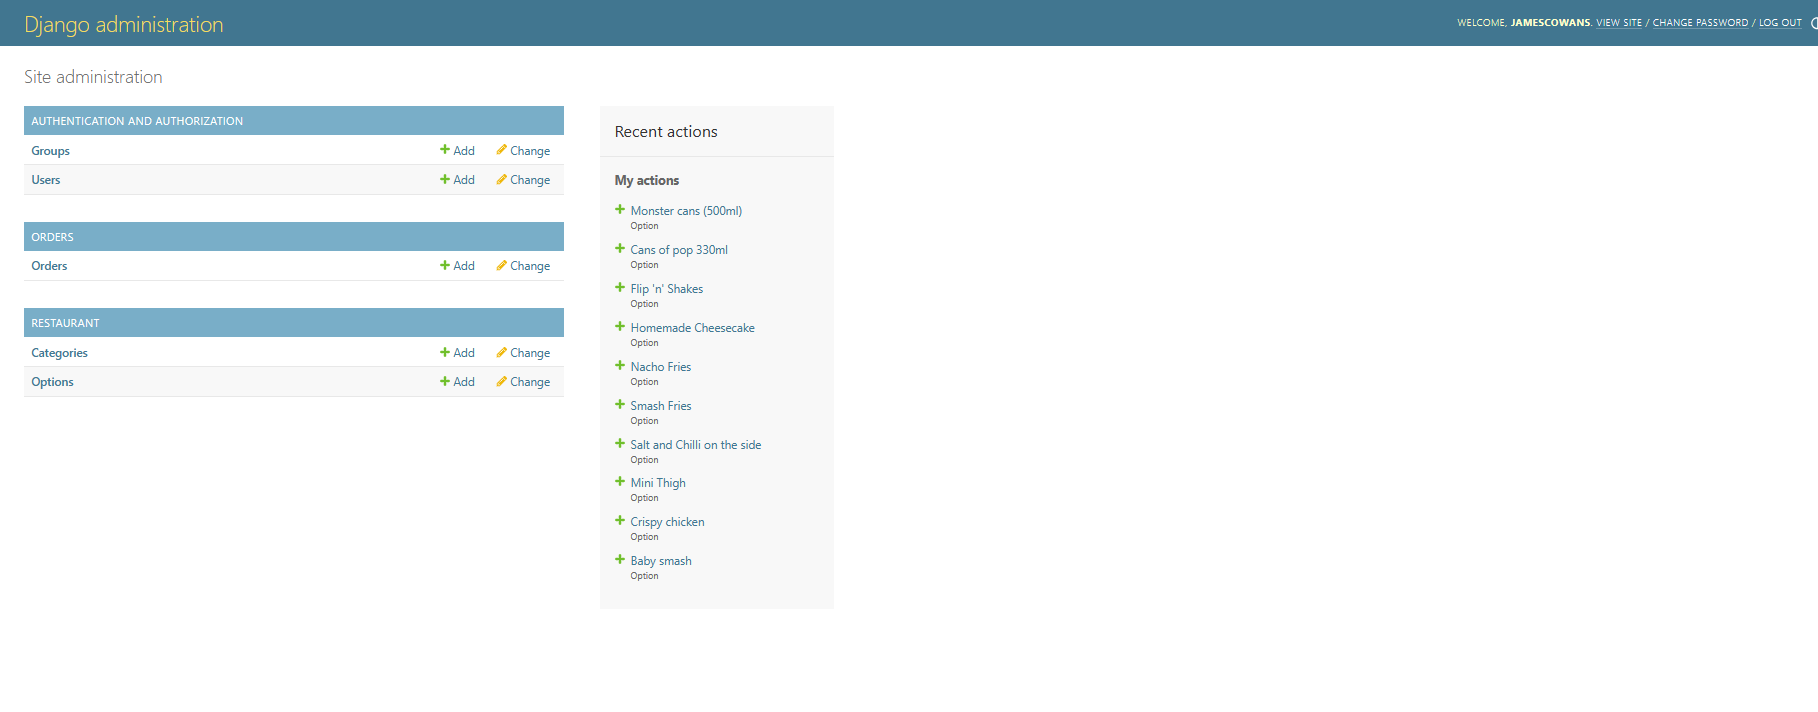 Django administration
WELCOME, JAMESCOWANS. VIEW SITE / CHANGE PASSWORD / LOG OUT
Site administration
AUTHENTICATION AND AUTHORIZATION
Groups Add Change
Users Add Change
ORDERS
Orders Add Change
RESTAURANT
Categories Add Change
Options Add Change
Recent actions
My actions
Monster cans (500ml)
Option
Cans of pop 330ml
Option
Flip 'n' Shakes
Option
Homemade Cheesecake
Option
Nacho Fries
Option
Smash Fries
Option
Salt and Chilli on the side
Option
Mini Thigh
Option
Crispy chicken
Option
Baby smash
Option